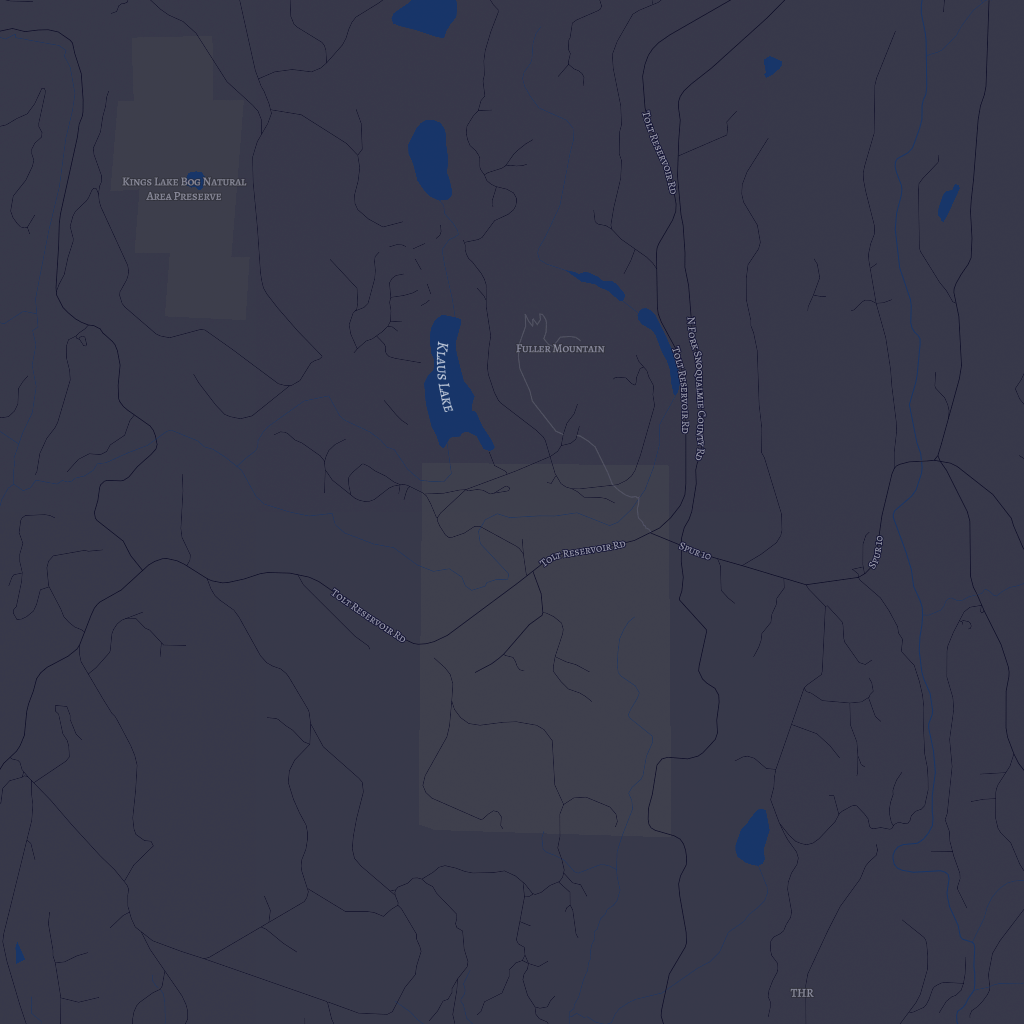 Tolt Reservoir Rd
Kings Lake Bog Natural
Area Preserve
N Fork Snoqualmie County Rd
Tolt Reservoir Rd
Klaus Lake
Fuller Mountain
Tolt Reservoir Rd
Spur 10
Spur 10
Tolt Reservoir Rd
THR